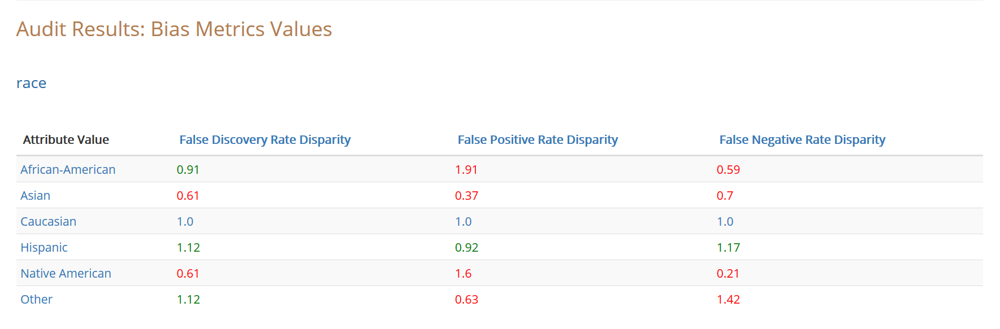 Audit Results: Bias Metrics Values
race
Attribute Value False Discovery Rate Disparity False Positive Rate Disparity False Negative Rate Disparity
African-American 0.91 1.91 0.59
Asian 0.61 0.37 0.7
Caucasian 1.0 1.0 1.0
Hispanic 1.12 0.92 1.17
Native American 0.61 1.6 0.21
Other 1.12 0.63 1.42